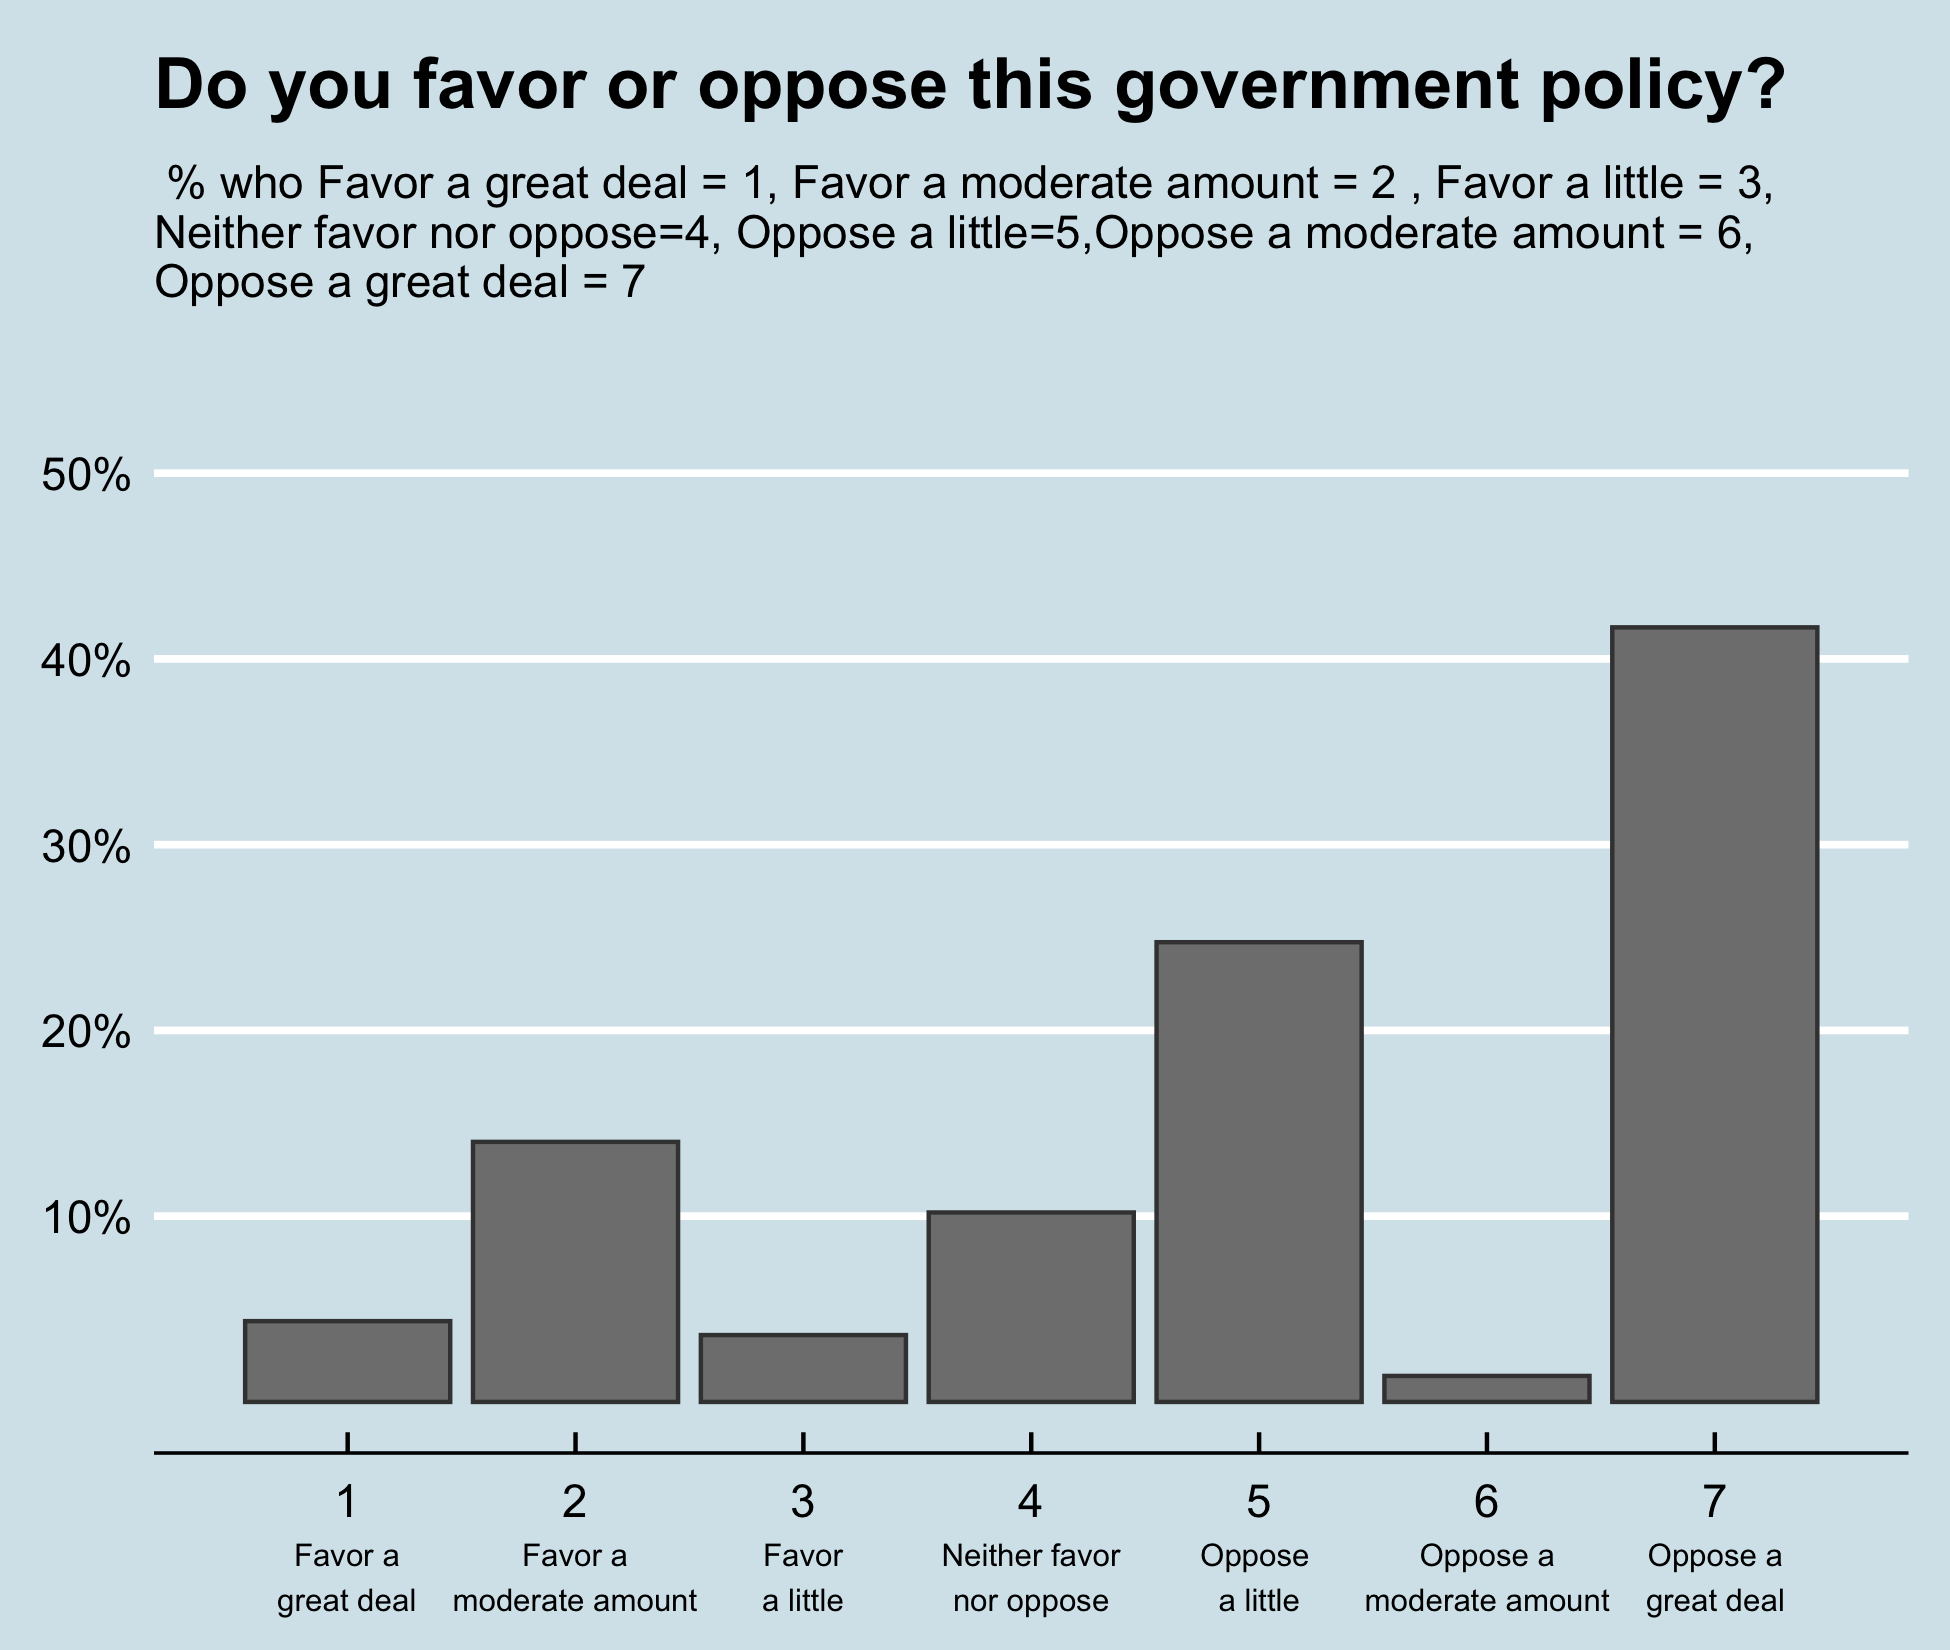 Do you favor or oppose this government policy?
% who Favor a great deal = 1, Favor a moderate amount = 2 , Favor a little = 3,
Neither favor nor oppose=4, Oppose a little=5,Oppose a moderate amount = 6,
Oppose a great deal = 7
50%
40%
30%
20%
10%
1 2 3 4 5 6 7
Favor a Favor a Favor Neither favor Oppose Oppose a Oppose a
great deal moderate amount a little nor oppose a little moderate amount great deal